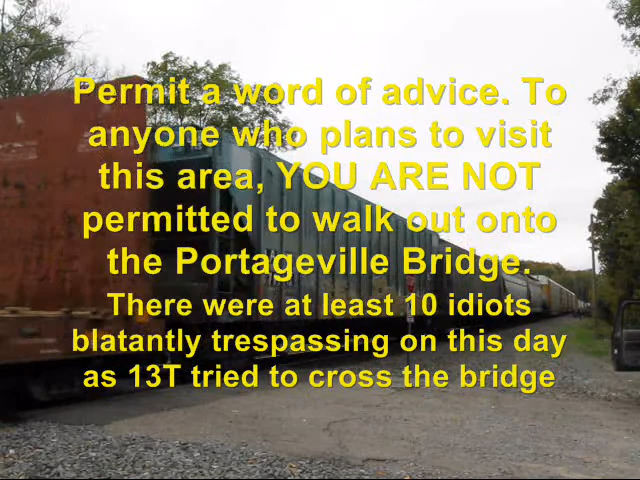 Permit a word of advice. To
anyone who plans to visit
this area, YOU ARE NOT
permitted to walk out onto
the Portageville Bridge.
There were at least 10 idiots
blatantly trespassing on this day
as 13T tried to cross the bridge